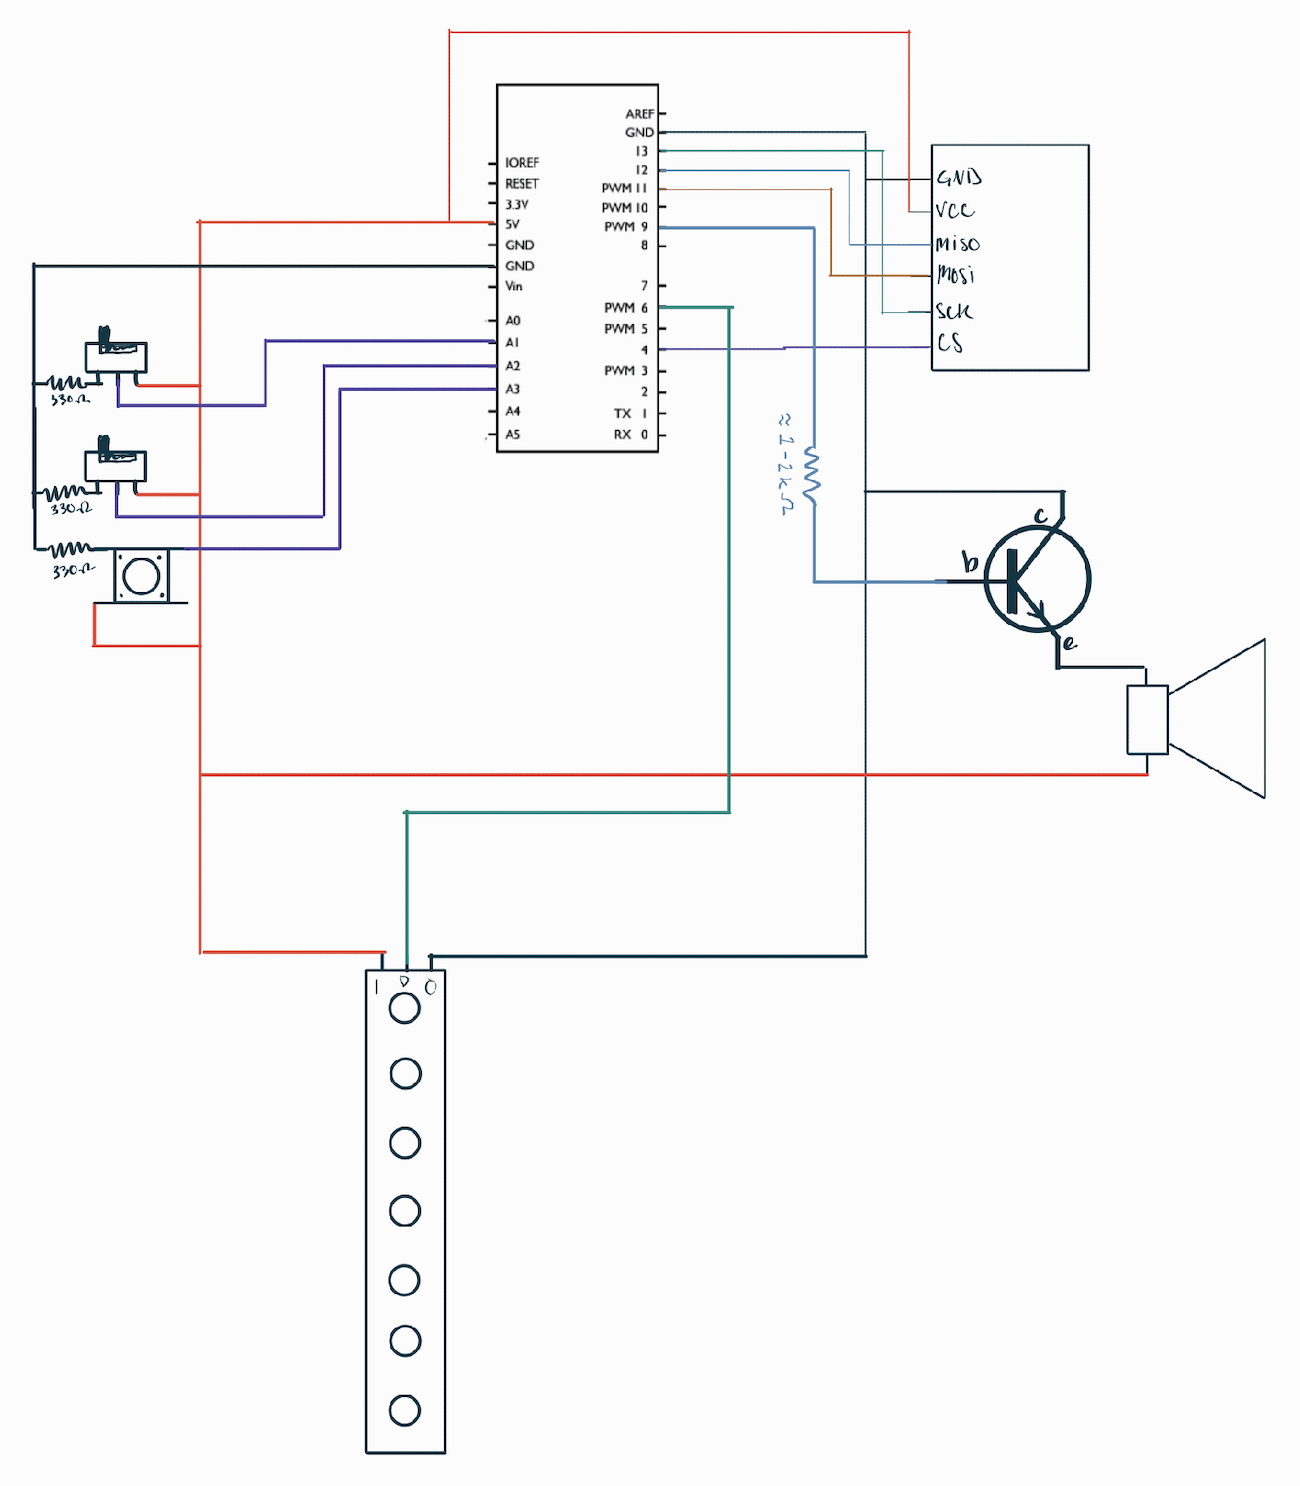 AREF
GND
13
12
PWM 11
PWM 10
PWM 9
8
7
PWM 6
PWM 5
4
PWM 3
2
TX 1
RX 0
IOREF
RESET
3.3V
5V
GND
GND
Vin
A0
A1
A2
A3
A4
A5
GND
VCC
MISO
MOSI
SCK
CS
330Ω
330Ω
330Ω
≈ 1-2kΩ
c
b
e
I D O